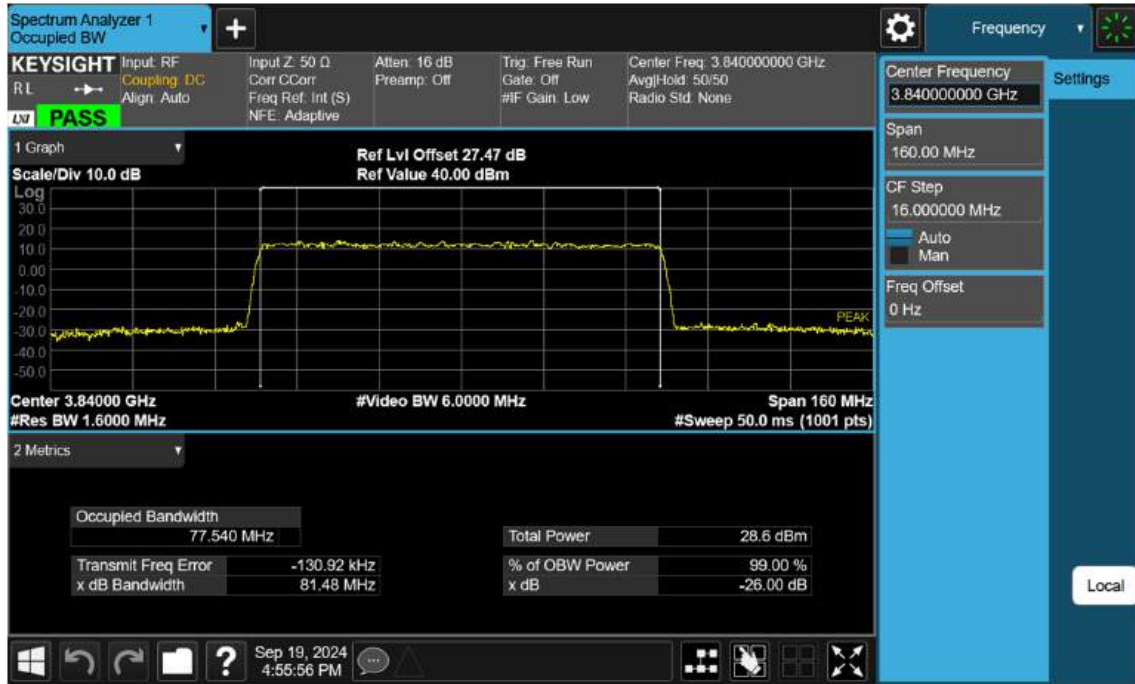 Spectrum Analyzer 1
Occupied BW
+
Frequency
KEYSIGHT
R L
LXI PASS
Input: RF
Coupling: DC
Align: Auto
Input Z: 50 Ω
Corr CCorr
Freq Ref: Int (S)
NFE: Adaptive
Atten: 16 dB
Preamp: Off
Trig: Free Run
Gate: Off
#IF Gain: Low
Center Freq: 3.840000000 GHz
Avg|Hold: 50/50
Radio Std: None
Center Frequency
3.840000000 GHz
Settings
Span
160.00 MHz
CF Step
16.000000 MHz
Auto
Man
Freq Offset
0 Hz
Local
1 Graph
Scale/Div 10.0 dB
Ref Lvl Offset 27.47 dB
Ref Value 40.00 dBm
Log
30.0
20.0
10.0
0.00
-10.0
-20.0
-30.0
-40.0
-50.0
PEAK
Center 3.84000 GHz
#Video BW 6.0000 MHz
Span 160 MHz
#Res BW 1.6000 MHz
#Sweep 50.0 ms (1001 pts)
2 Metrics
Occupied Bandwidth
77.540 MHz
Total Power 28.6 dBm
Transmit Freq Error -130.92 kHz
% of OBW Power 99.00 %
x dB Bandwidth 81.48 MHz
x dB -26.00 dB
?
Sep 19, 2024
4:55:56 PM